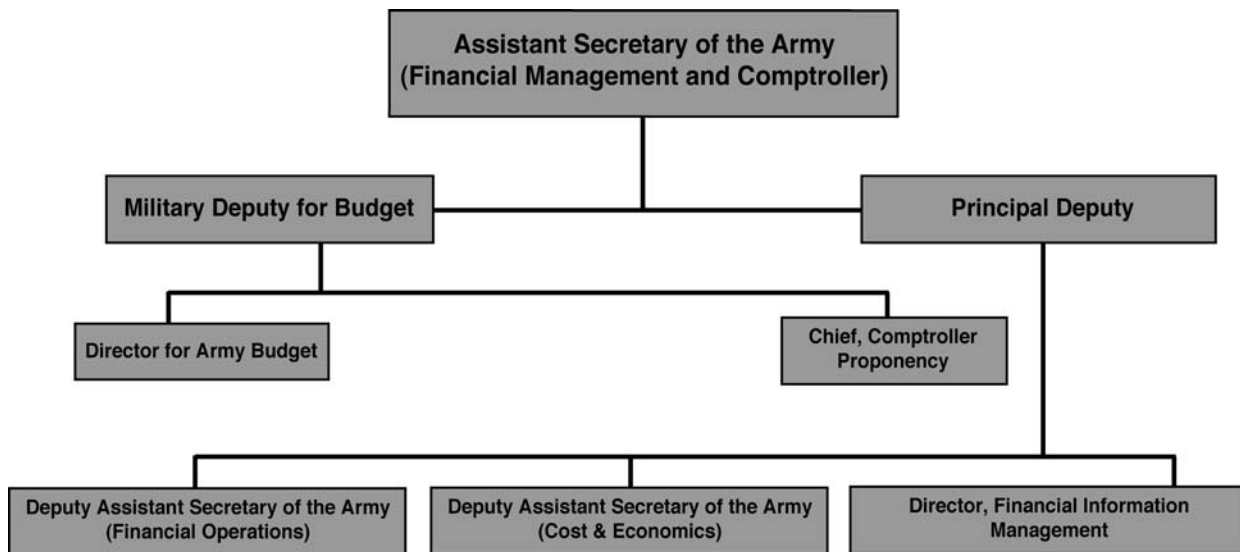 Assistant Secretary of the Army
(Financial Management and Comptroller)
Military Deputy for Budget
Principal Deputy
Director for Army Budget
Chief, Comptroller
Proponency
Deputy Assistant Secretary of the Army
(Financial Operations)
Deputy Assistant Secretary of the Army
(Cost & Economics)
Director, Financial Information
Management